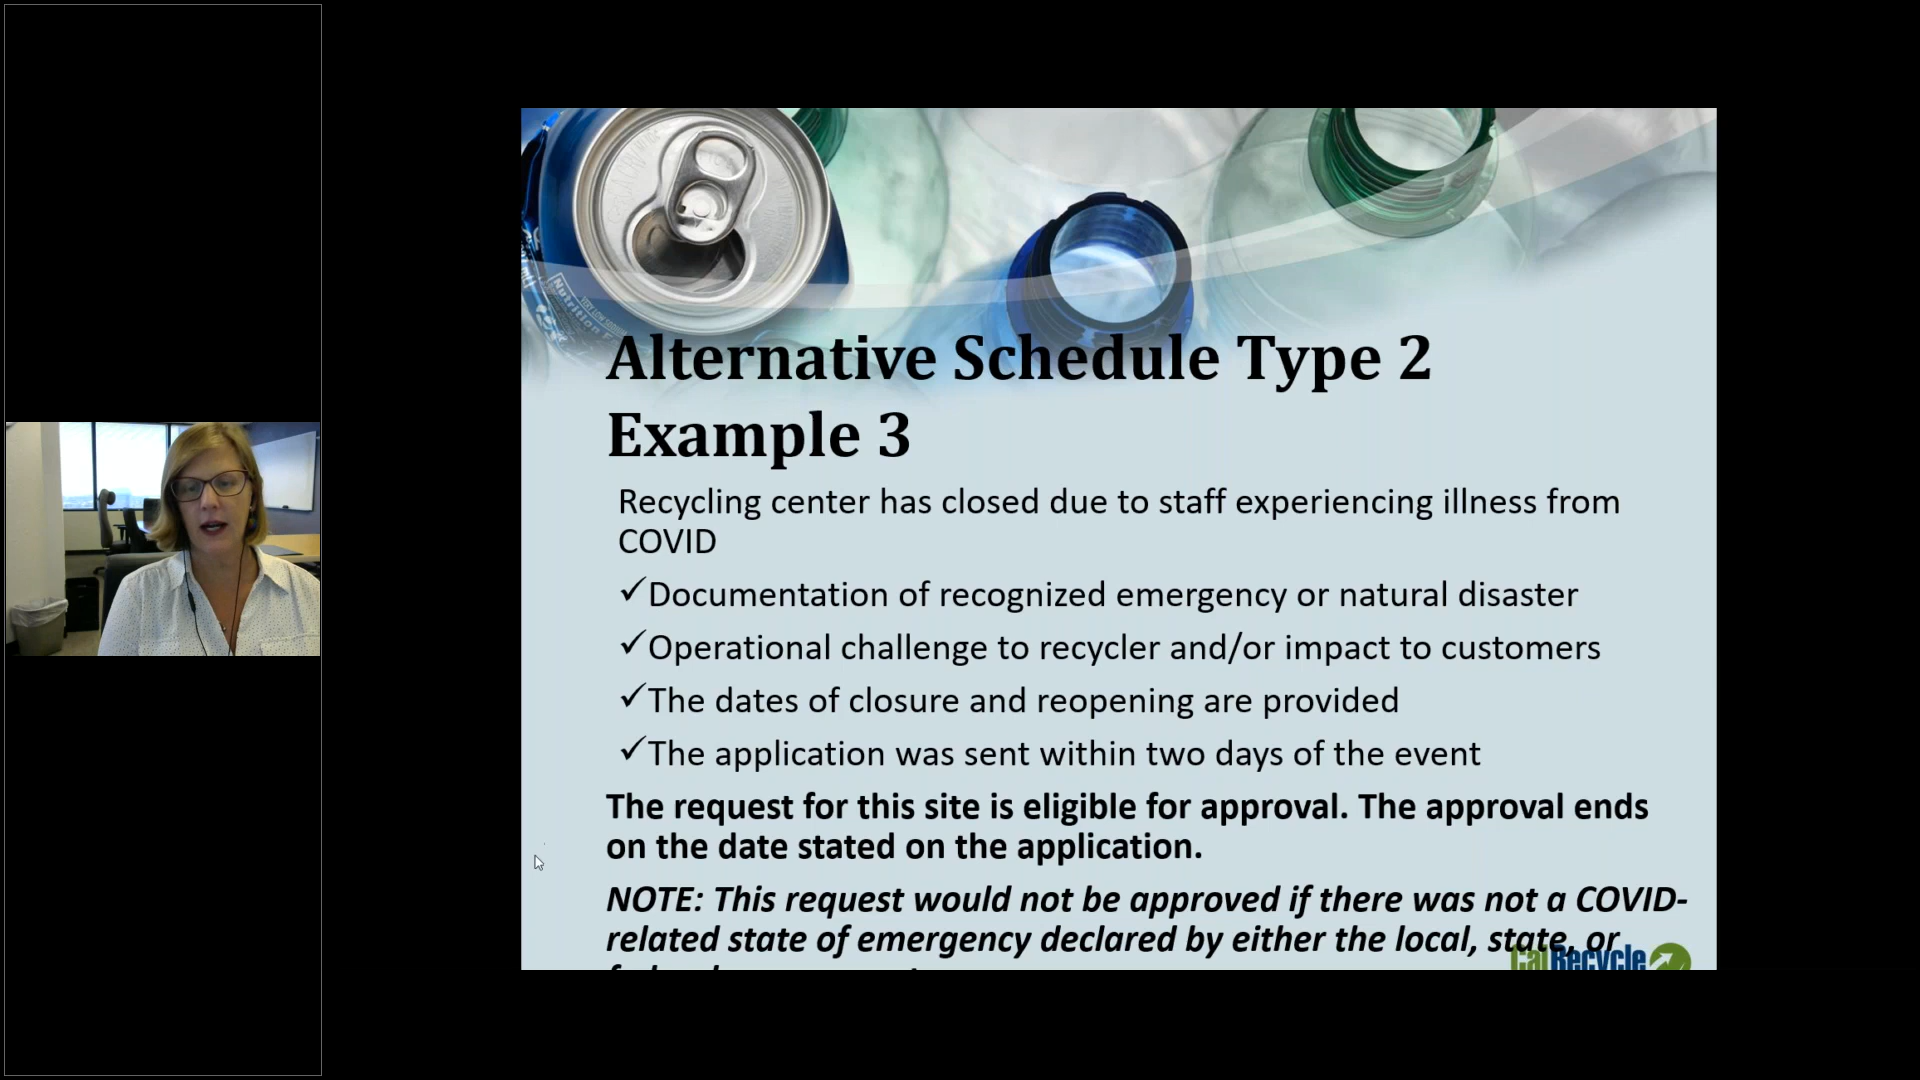 Alternative Schedule Type 2
Example 3
Recycling center has closed due to staff experiencing illness from
COVID
✓Documentation of recognized emergency or natural disaster
✓Operational challenge to recycler and/or impact to customers
✓The dates of closure and reopening are provided
✓The application was sent within two days of the event
The request for this site is eligible for approval. The approval ends
on the date stated on the application.
NOTE: This request would not be approved if there was not a COVID-
related state of emergency declared by either the local, state, or
CalRecycle
Nutrition